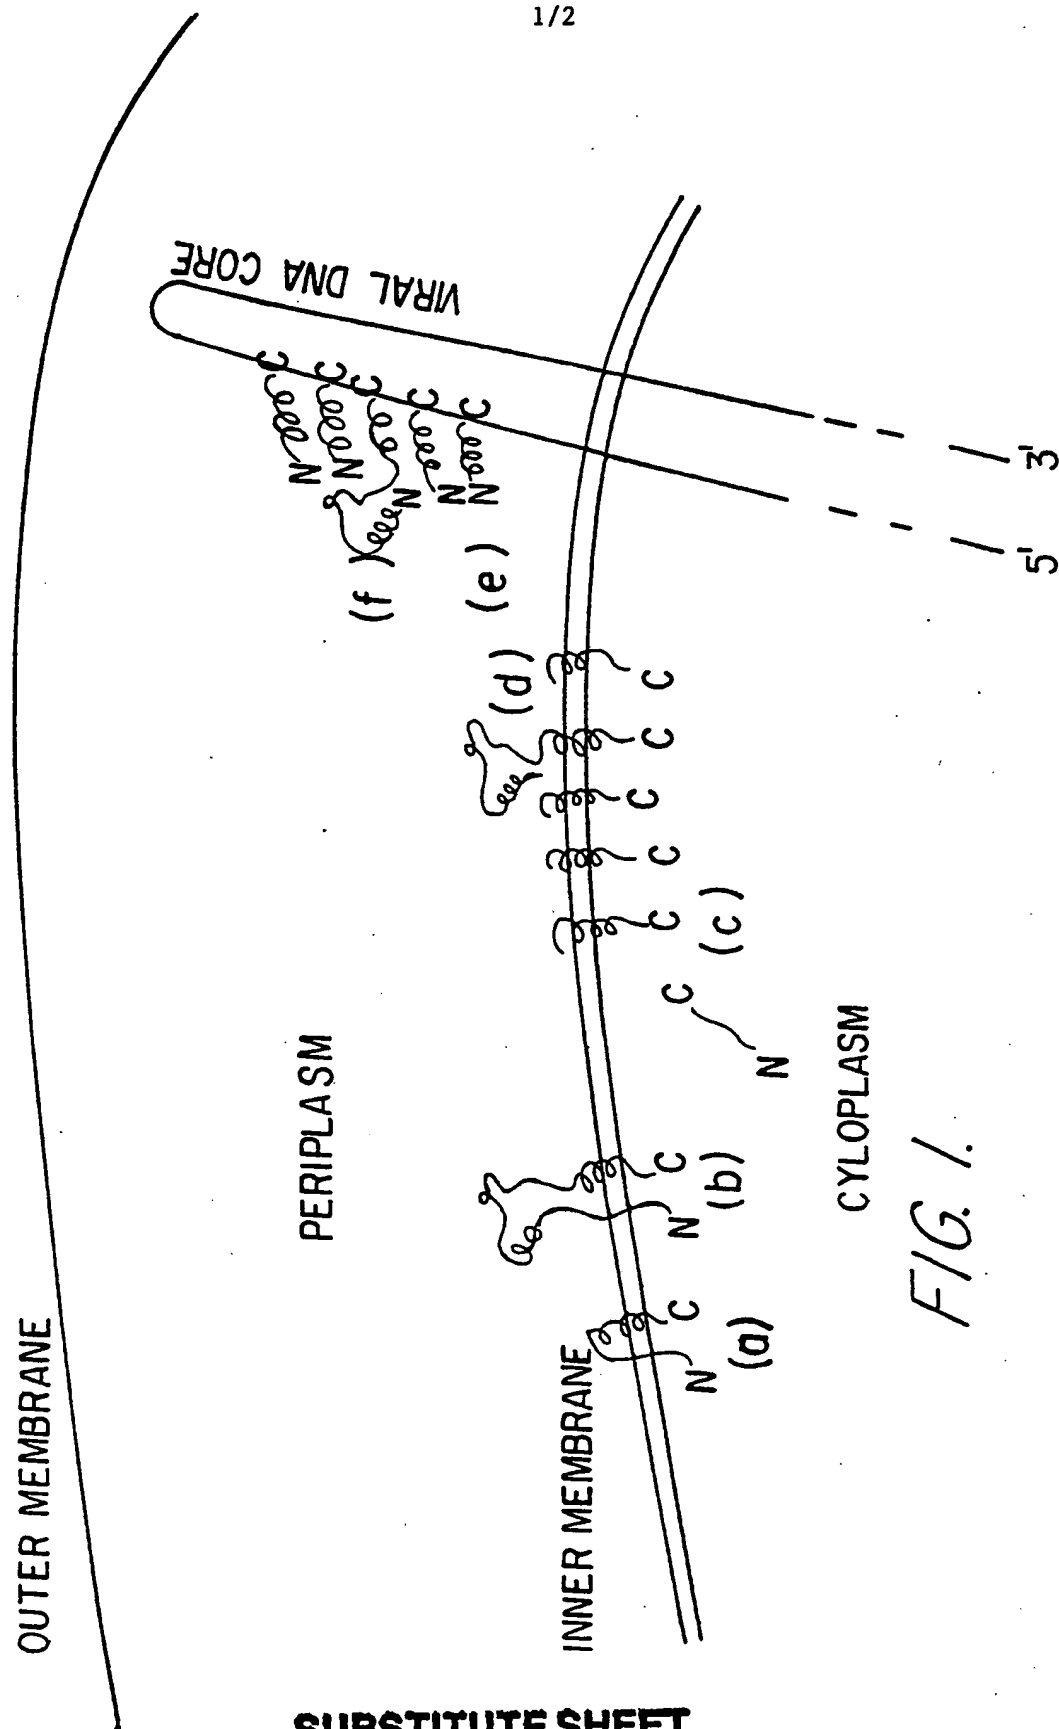 1/2
OUTER MEMBRANE
PERIPLASM
INNER MEMBRANE
VIRAL DNA CORE
C
C
C
C
C
N
N
N
N
N
(f)
(e)
(d)
C
C
C
C
C
(c)
C
N
C
N
(b)
C
N
(a)
CYLOPLASM
5'
3'
FIG. 1.
SUBSTITUTE SHEET